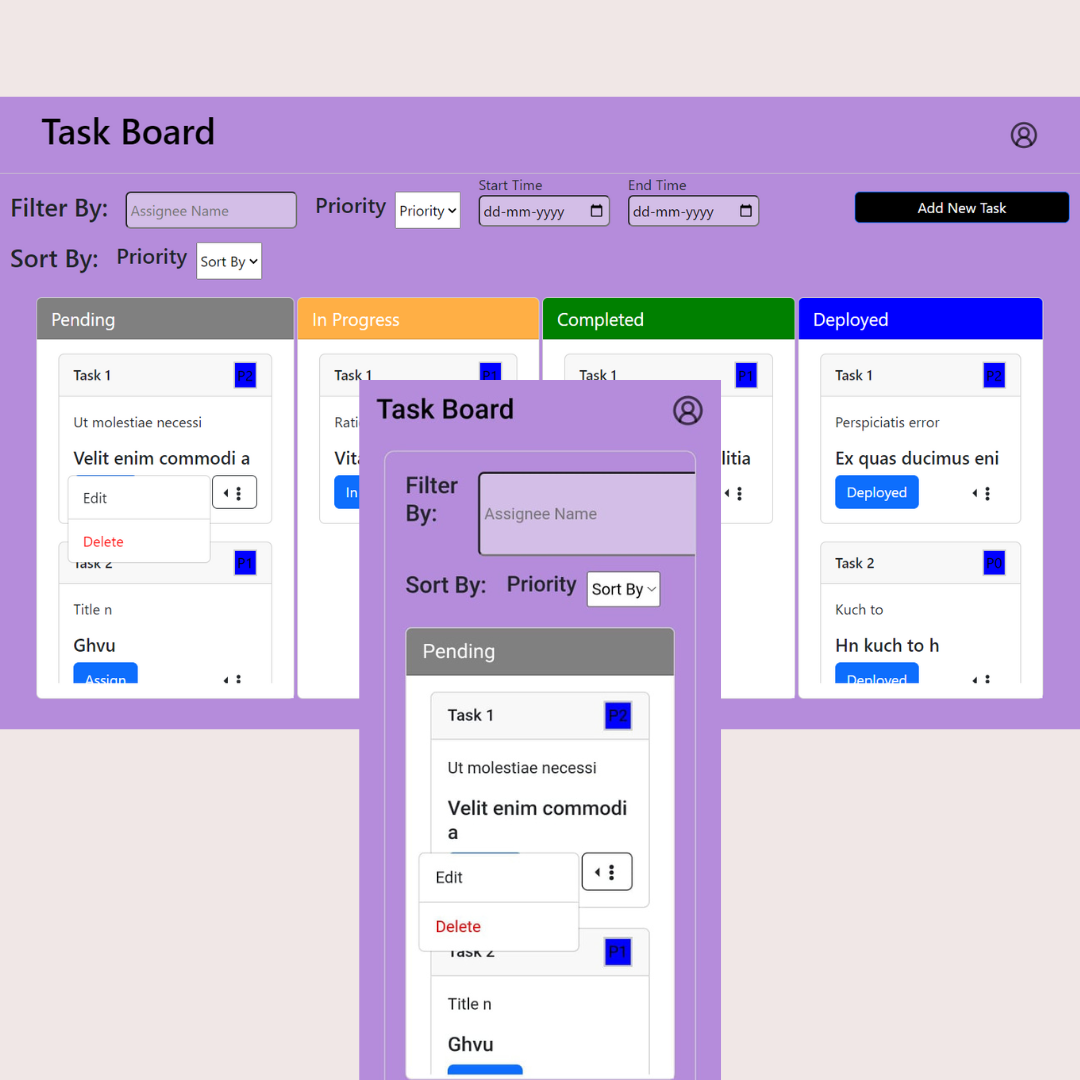 Task Board
Filter By:
Assignee Name
Priority
Priority
Start Time
dd-mm-yyyy
End Time
dd-mm-yyyy
Add New Task
Sort By:
Priority
Sort By
Pending
Task 1
P2
Ut molestiae necessi
Velit enim commodi a
Edit
Delete
Task 2
P1
Title n
Ghvu
Assign
In Progress
Task 1
P1
In
Completed
Task 1
P1
Deployed
Task 1
P2
Perspiciatis error
Ex quas ducimus eni
Deployed
Task 2
P0
Kuch to
Hn kuch to h
Deployed
Task Board
Filter
By:
Assignee Name
Sort By:
Priority
Sort By
Pending
Task 1
P2
Ut molestiae necessi
Velit enim commodi
a
Edit
Delete
Task 2
P1
Title n
Ghvu